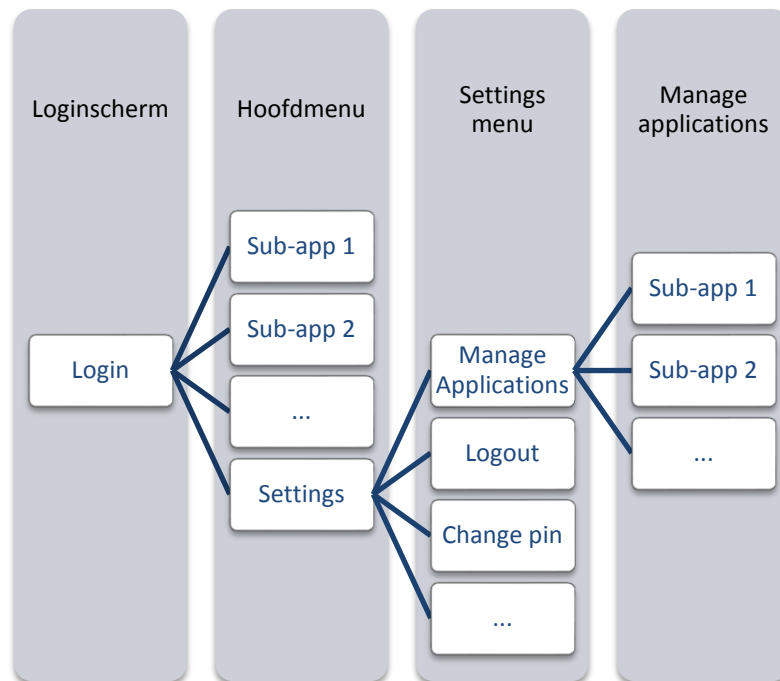 Loginscherm
Hoofdmenu
Settings
menu
Manage
applications
Login
Sub-app 1
Sub-app 2
...
Settings
Manage
Applications
Logout
Change pin
...
Sub-app 1
Sub-app 2
...